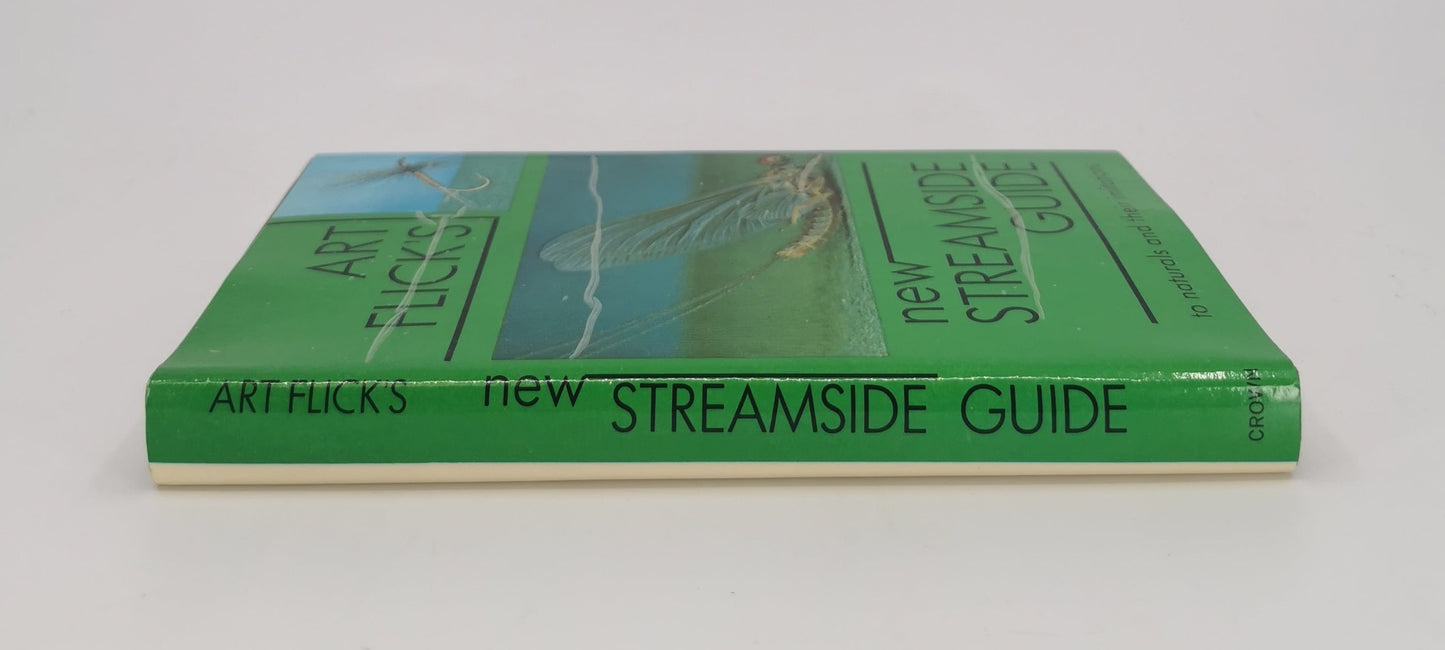 ART
FLICK'S
new
STREAMSIDE
GUIDE
to naturals and their imitations
ART FLICK'S new STREAMSIDE GUIDE
CROWN